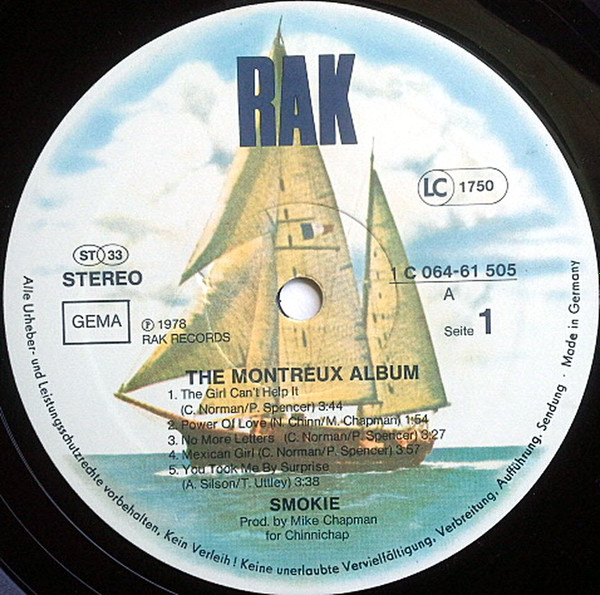 RAK
LC 1750
ST 33
STEREO
GEMA
℗ 1978
RAK RECORDS
1 C 064-61 505
A
Seite 1
THE MONTREUX ALBUM
1. The Girl Can't Help It
(C. Norman/P. Spencer) 3:44
2. Power Of Love (N. Chinn/M. Chapman) 1:54
3. No More Letters (C. Norman/P. Spencer) 3:27
4. Mexican Girl (C. Norman/P. Spencer) 3:57
5. You Took Me By Surprise
(A. Silson/T. Uttley) 3:38
SMOKIE
Prod. by Mike Chapman
for Chinnichap
Alle Urheber- und Leistungsschutzrechte vorbehalten, Kein Verleih! Keine unerlaubte Vervielfältigung, Verbreitung, Aufführung, Sendung · Made in Germany